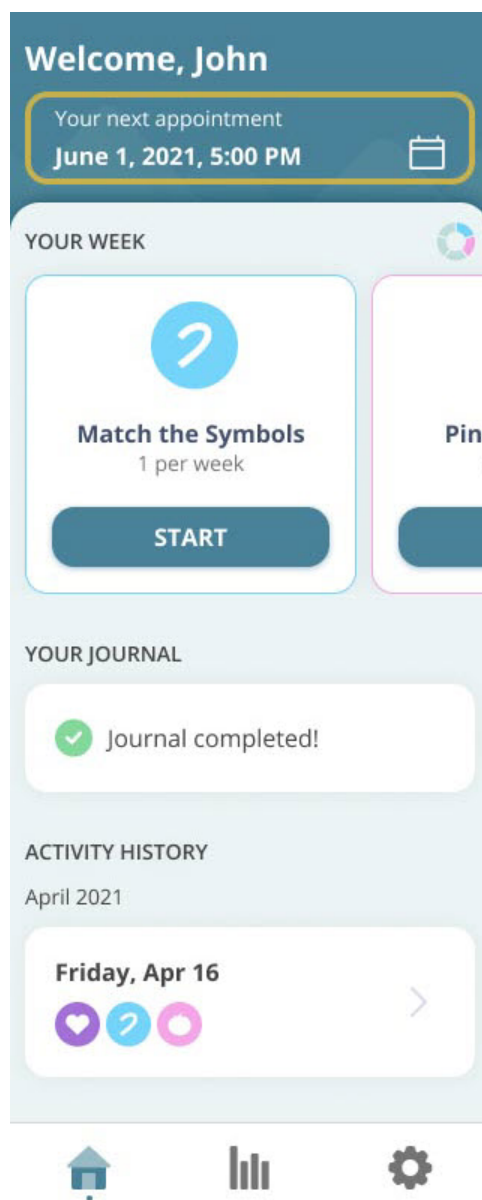 Welcome, John
Your next appointment
June 1, 2021, 5:00 PM
YOUR WEEK
Match the Symbols
Pin
1 per week
START
YOUR JOURNAL
Journal completed!
ACTIVITY HISTORY
April 2021
Friday, Apr 16